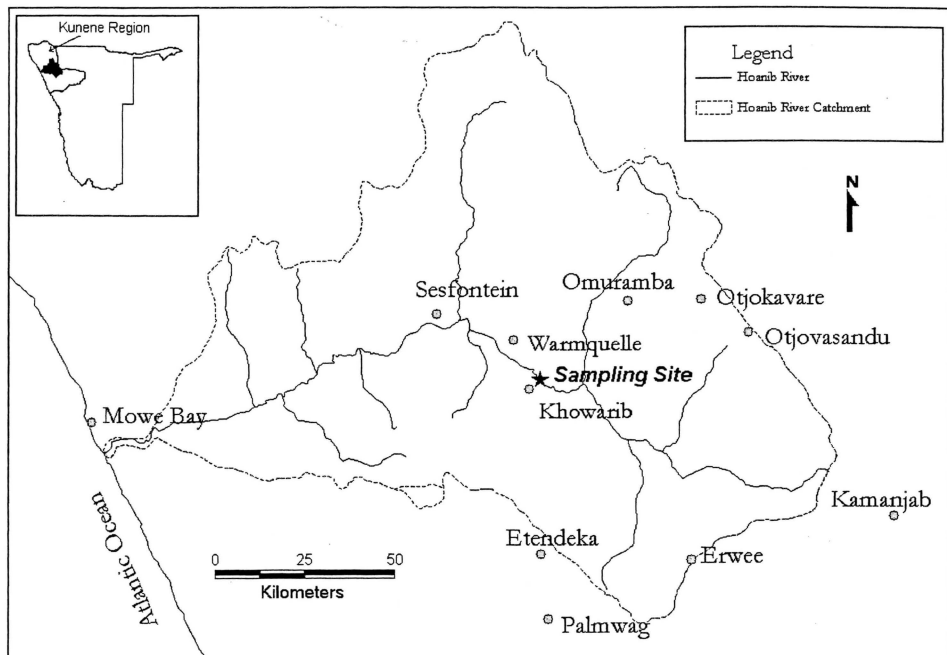 Kunene Region
Legend
Hoanib River
Hoanib River Catchment
N
Sesfontein
Omuramba
Otjokavare
Otjovasandu
Warmquelle
Sampling Site
Khowarib
Mowe Bay
Kamanjab
Etendeka
Erwee
0 25 50
Kilometers
Atlantic Ocean
Palmwag